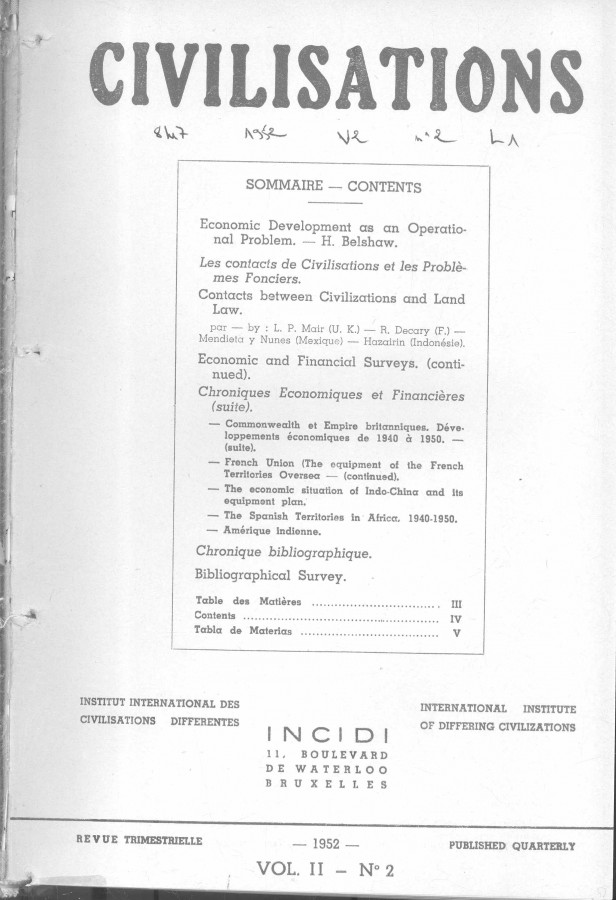 CIVILISATIONS
1952 V2 n°2 L1
SOMMAIRE — CONTENTS
Economic Development as an Operatio-
nal Problem. — H. Belshaw.
Les contacts de Civilisations et les Problè-
mes Fonciers.
Contacts between Civilizations and Land
Law.
par — by : L. P. Mair (U. K.) — R. Decary (F.) —
Mendieta y Nunes (Mexique) — Hazairin (Indonésie).
Economic and Financial Surveys. (conti-
nued).
Chroniques Economiques et Financières
(suite).
— Commonwealth et Empire britanniques. Déve-
loppements économiques de 1940 à 1950. —
(suite).
— French Union (The equipment of the French
Territories Oversea — (continued).
— The economic situation of Indo-China and its
equipment plan.
— The Spanish Territories in Africa. 1940-1950.
— Amérique indienne.
Chronique bibliographique.
Bibliographical Survey.
Table des Matières ................................ III
Contents ................................................ IV
Tabla de Materias .................................. V
INSTITUT INTERNATIONAL DES
CIVILISATIONS DIFFERENTES
INTERNATIONAL INSTITUTE
OF DIFFERING CIVILIZATIONS
INCIDI
11, BOULEVARD
DE WATERLOO
BRUXELLES
REVUE TRIMESTRIELLE
— 1952 —
PUBLISHED QUARTERLY
VOL. II – N° 2